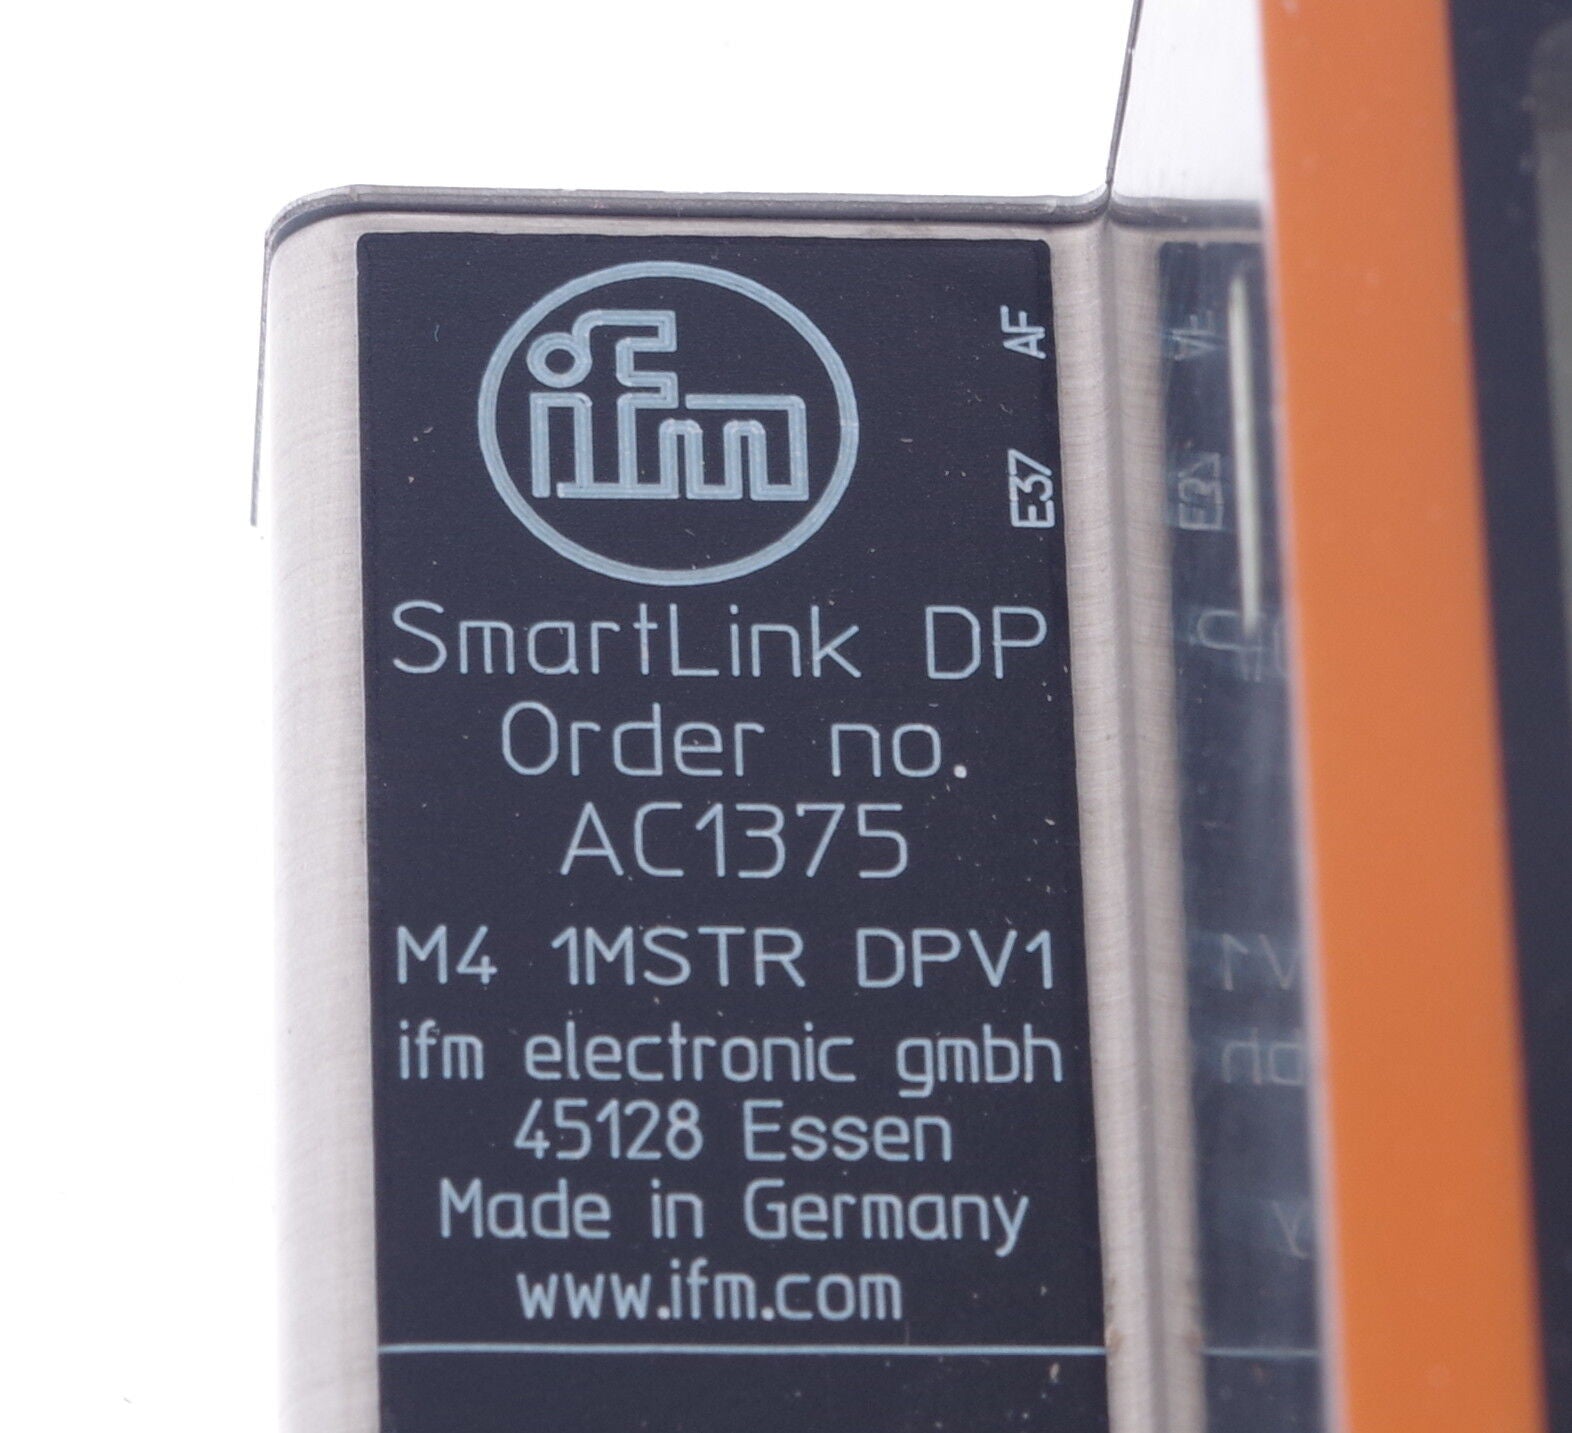 ifm
AF
E37
SmartLink DP
Order no.
AC1375
M4 1MSTR DPV1
ifm electronic gmbh
45128 Essen
Made in Germany
www.ifm.com